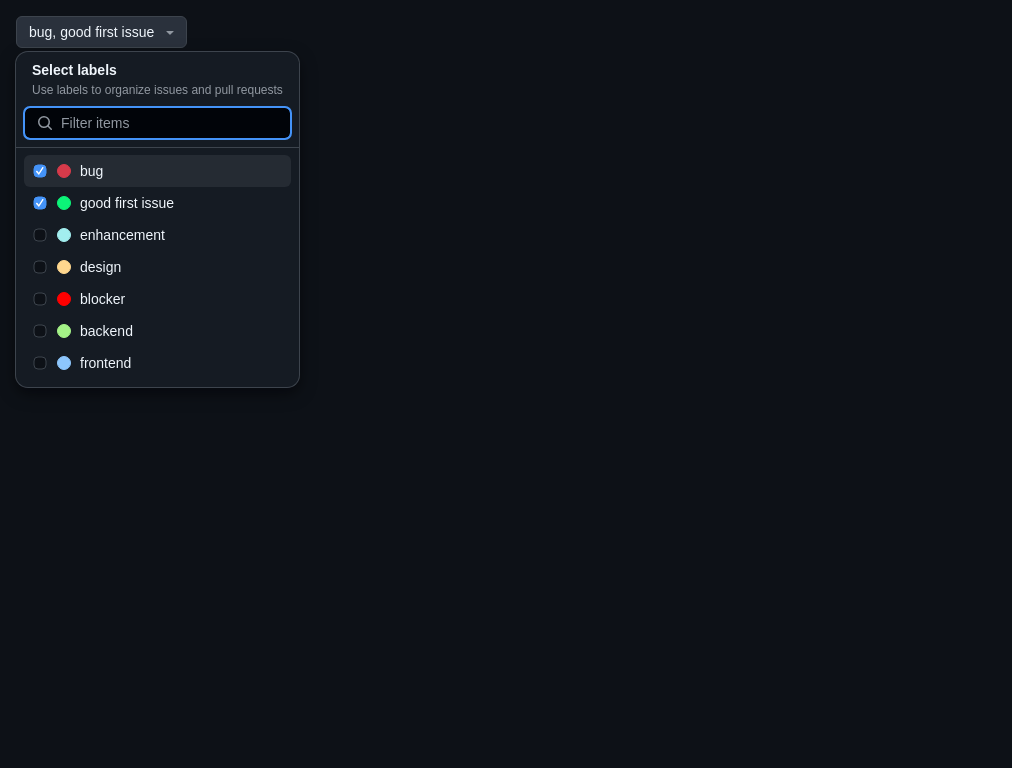 bug, good first issue
Select labels
Use labels to organize issues and pull requests
Filter items
bug
good first issue
enhancement
design
blocker
backend
frontend